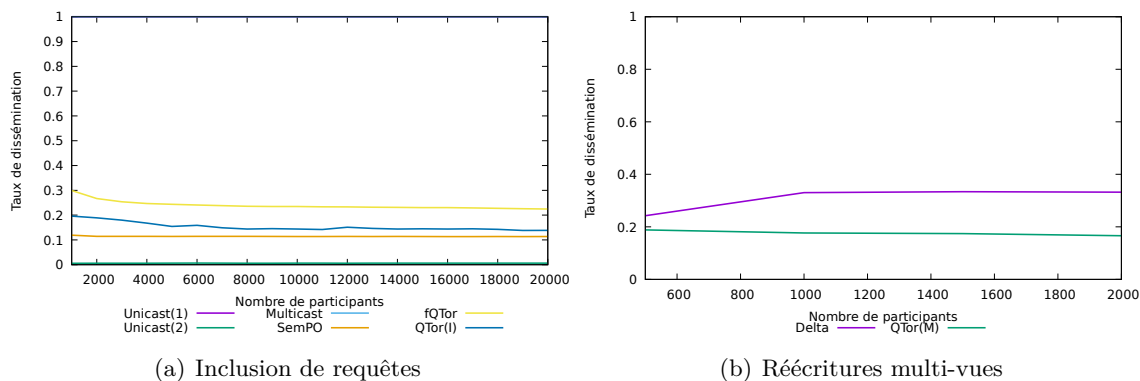 1
0.9
0.8
0.7
0.6
0.5
0.4
0.3
0.2
0.1
0
Taux de dissémination
2000 4000 6000 8000 10000 12000 14000 16000 18000 20000
Nombre de participants
Unicast(1) Multicast fQTor
Unicast(2) SemPO QTor(I)
(a) Inclusion de requêtes
1
0.8
0.6
0.4
0.2
0
Taux de dissémination
600 800 1000 1200 1400 1600 1800 2000
Nombre de participants
Delta QTor(M)
(b) Réécritures multi-vues